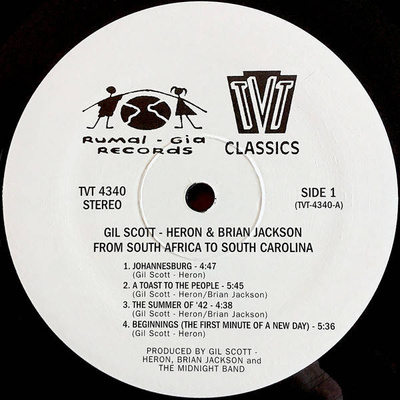 Rumal - Gia
RECORDS
TVT
CLASSICS
TVT 4340
STEREO
SIDE 1
(TVT-4340-A)
GIL SCOTT - HERON & BRIAN JACKSON
FROM SOUTH AFRICA TO SOUTH CAROLINA
1. JOHANNESBURG - 4:47
(Gil Scott - Heron)
2. A TOAST TO THE PEOPLE - 5:45
(Gil Scott - Heron/Brian Jackson)
3. THE SUMMER OF '42 - 4:38
(Gil Scott - Heron/Brian Jackson)
4. BEGINNINGS (THE FIRST MINUTE OF A NEW DAY) - 5:36
(Gil Scott - Heron)
PRODUCED BY GIL SCOTT -
HERON, BRIAN JACKSON and
THE MIDNIGHT BAND